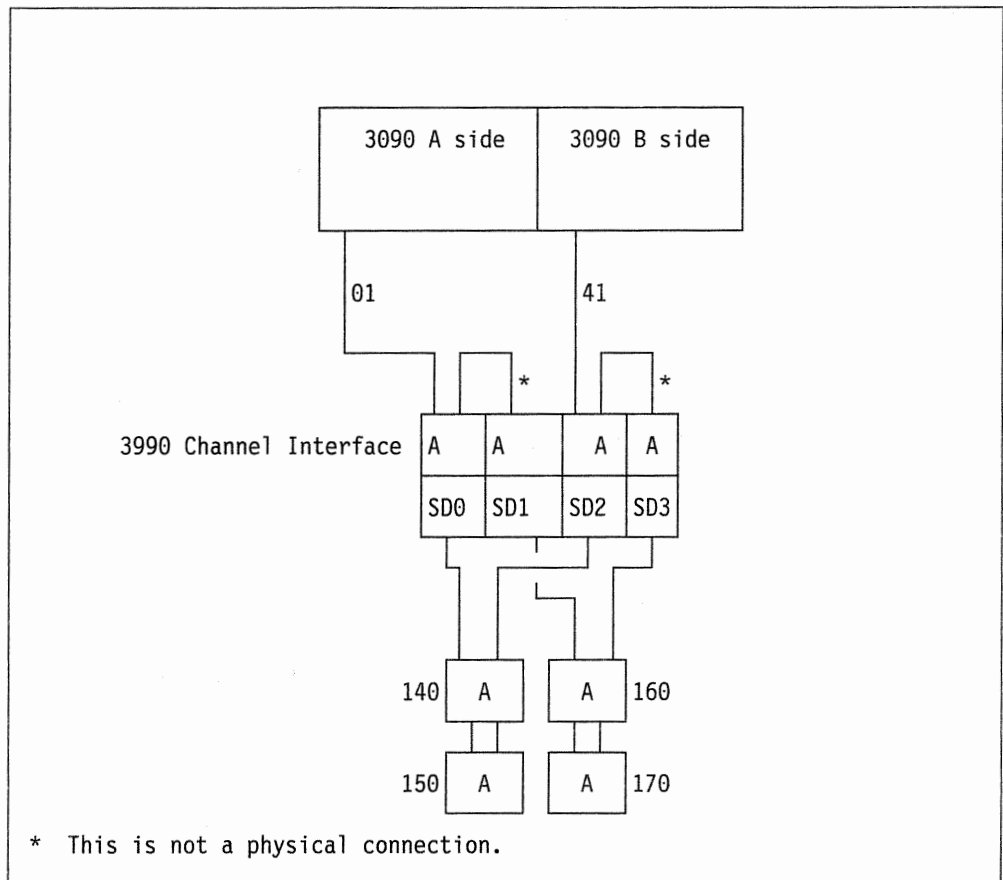 3090 A side 3090 B side
01 41
* *
3990 Channel Interface A A A A
SD0 SD1 SD2 SD3
140 A A 160
150 A A 170
* This is not a physical connection.